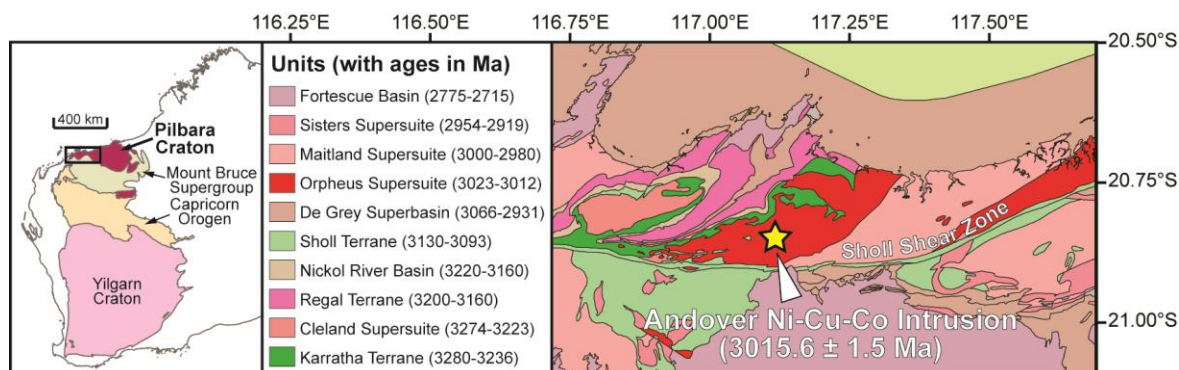 116.25°E 116.50°E 116.75°E 117.00°E 117.25°E 117.50°E
400 km
Pilbara
Craton
Mount Bruce
Supergroup
Capricorn
Orogen
Yilgarn
Craton
Units (with ages in Ma)
Fortescue Basin (2775-2715)
Sisters Supersuite (2954-2919)
Maitland Supersuite (3000-2980)
Orpheus Supersuite (3023-3012)
De Grey Superbasin (3066-2931)
Sholl Terrane (3130-3093)
Nickol River Basin (3220-3160)
Regal Terrane (3200-3160)
Cleland Supersuite (3274-3223)
Karratha Terrane (3280-3236)
Sholl Shear Zone
Andover Ni-Cu-Co Intrusion
(3015.6 ± 1.5 Ma)
20.50°S
20.75°S
21.00°S